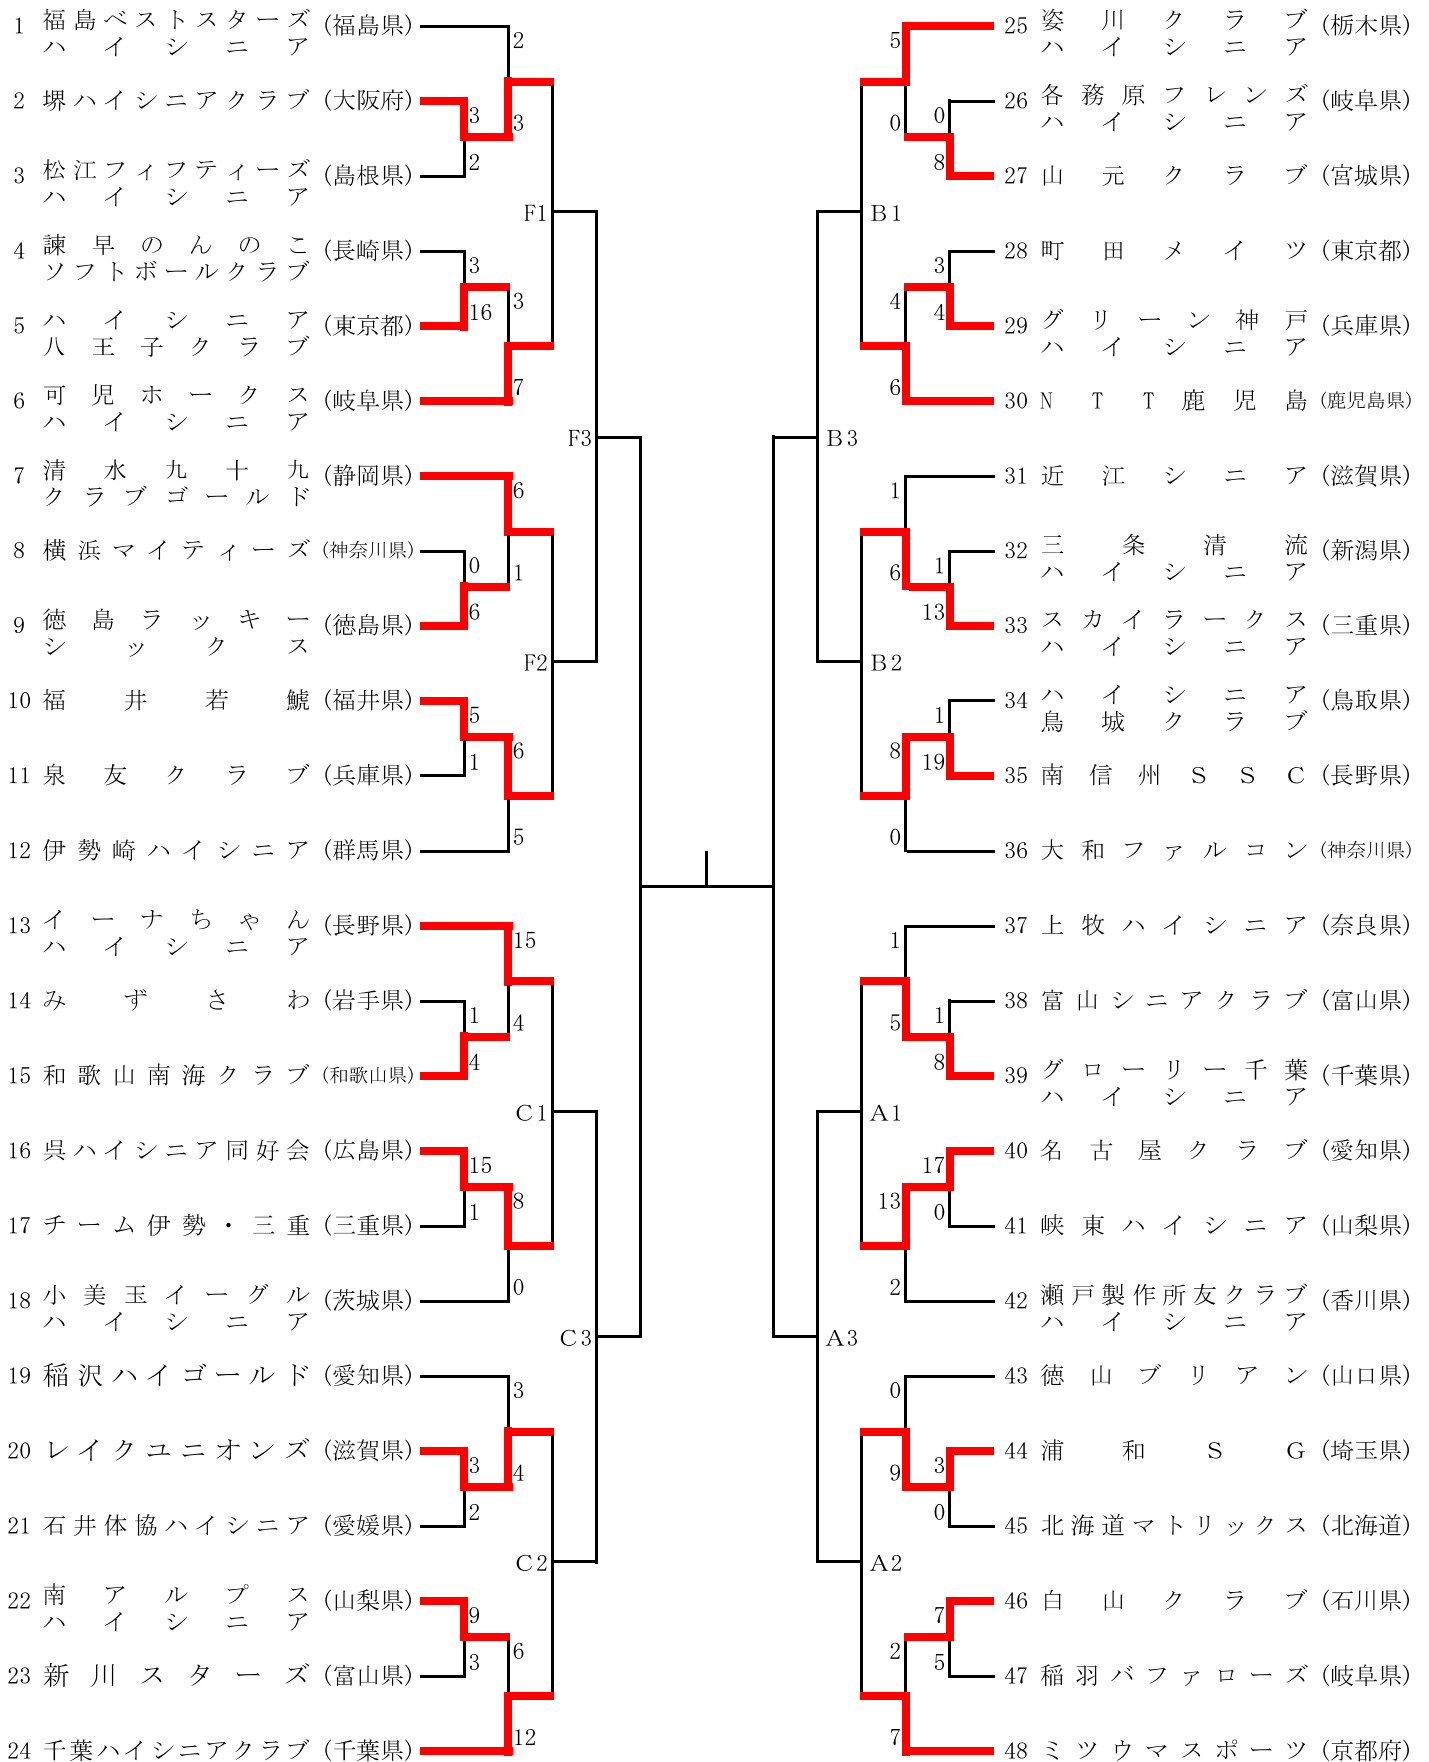 1 福島ベストスターズ (福島県)
ハイシニア
2
2 堺ハイシニアクラブ (大阪府)
3
3
3 松江フィフティーズ (島根県)
ハイシニア
2
F1
4 諫早のんのこ (長崎県)
ソフトボールクラブ
3
16
3
5 ハイシニア (東京都)
八王子クラブ
6 可児ホークス (岐阜県)
ハイシニア
7
F3
7 清水九十九 (静岡県)
クラブゴールド
6
8 横浜マイティーズ (神奈川県)
0
1
9 徳島ラッキー (徳島県)
シックス
6
F2
10 福井若鯱 (福井県)
5
6
11 泉友クラブ (兵庫県)
1
12 伊勢崎ハイシニア (群馬県)
5
13 イーナちゃん (長野県)
ハイシニア
15
14 みずさわ (岩手県)
1
4
15 和歌山南海クラブ (和歌山県)
4
C1
16 呉ハイシニア同好会 (広島県)
15
8
17 チーム伊勢・三重 (三重県)
1
18 小美玉イーグル (茨城県)
ハイシニア
0
C3
19 稲沢ハイゴールド (愛知県)
3
20 レイクユニオンズ (滋賀県)
3
4
21 石井体協ハイシニア (愛媛県)
2
C2
22 南アルプス (山梨県)
ハイシニア
9
6
23 新川スターズ (富山県)
3
24 千葉ハイシニアクラブ (千葉県)
12
25 姿川クラブ (栃木県)
ハイシニア
5
26 各務原フレンズ (岐阜県)
ハイシニア
0
0
27 山元クラブ (宮城県)
8
B1
28 町田メイツ (東京都)
3
4
29 グリーン神戸 (兵庫県)
ハイシニア
4
30 NTT鹿児島 (鹿児島県)
6
B3
31 近江シニア (滋賀県)
1
32 三条清流 (新潟県)
ハイシニア
1
6
33 スカイラークス (三重県)
ハイシニア
13
B2
34 ハイシニア (鳥取県)
鳥城クラブ
1
8
35 南信州SSC (長野県)
19
36 大和ファルコン (神奈川県)
0
37 上牧ハイシニア (奈良県)
1
38 富山シニアクラブ (富山県)
1
5
39 グローリー千葉 (千葉県)
ハイシニア
8
A1
40 名古屋クラブ (愛知県)
17
13
41 峡東ハイシニア (山梨県)
0
42 瀬戸製作所友クラブ (香川県)
ハイシニア
2
A3
43 徳山ブリアン (山口県)
0
44 浦和SG (埼玉県)
3
9
45 北海道マトリックス (北海道)
0
A2
46 白山クラブ (石川県)
7
2
47 稲羽バファローズ (岐阜県)
5
48 ミツウマスポーツ (京都府)
7